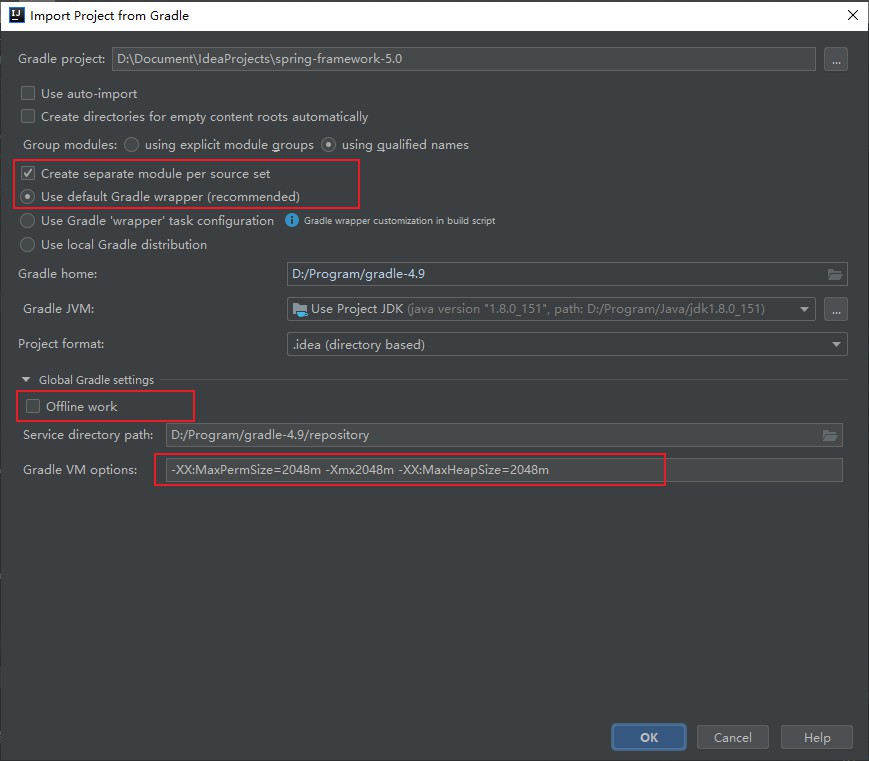 Import Project from Gradle
Gradle project: D:\Document\IdeaProjects\spring-framework-5.0 ...
Use auto-import
Create directories for empty content roots automatically
Group modules: using explicit module groups using qualified names
Create separate module per source set
Use default Gradle wrapper (recommended)
Use Gradle 'wrapper' task configuration Gradle wrapper customization in build script
Use local Gradle distribution
Gradle home: D:/Program/gradle-4.9
Gradle JVM: Use Project JDK (java version "1.8.0_151", path: D:/Program/Java/jdk1.8.0_151) ...
Project format: .idea (directory based)
Global Gradle settings
Offline work
Service directory path: D:/Program/gradle-4.9/repository
Gradle VM options: -XX:MaxPermSize=2048m -Xmx2048m -XX:MaxHeapSize=2048m
OK Cancel Help